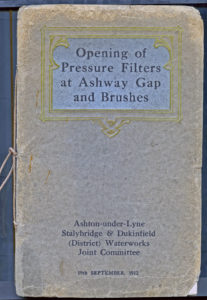 Opening of
Pressure Filters
at Ashway Gap
and Brushes
Ashton-under-Lyne
Stalybridge & Dukinfield
(District) Waterworks
Joint Committee
19th SEPTEMBER, 1912